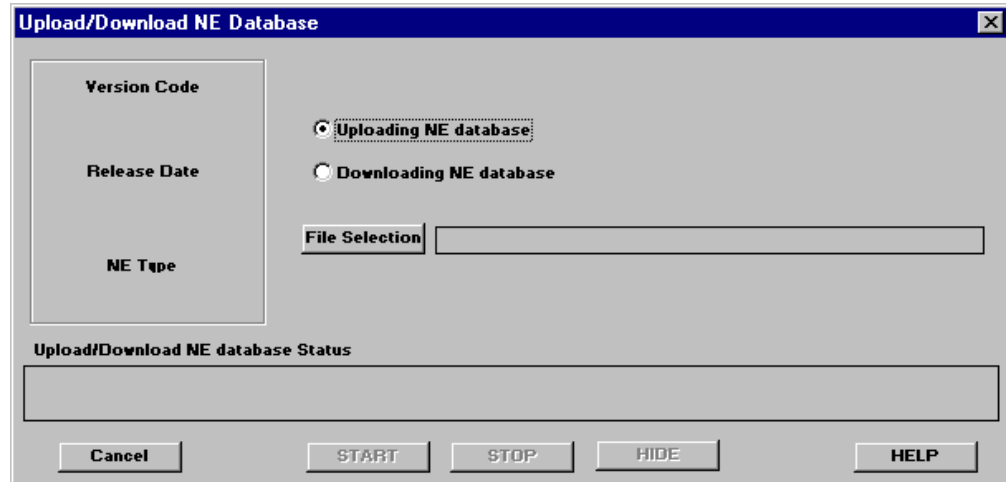 Upload/Download NE Database
Version Code
Uploading NE database
Release Date
Downloading NE database
File Selection
NE Type
Upload/Download NE database Status
Cancel
START
STOP
HIDE
HELP